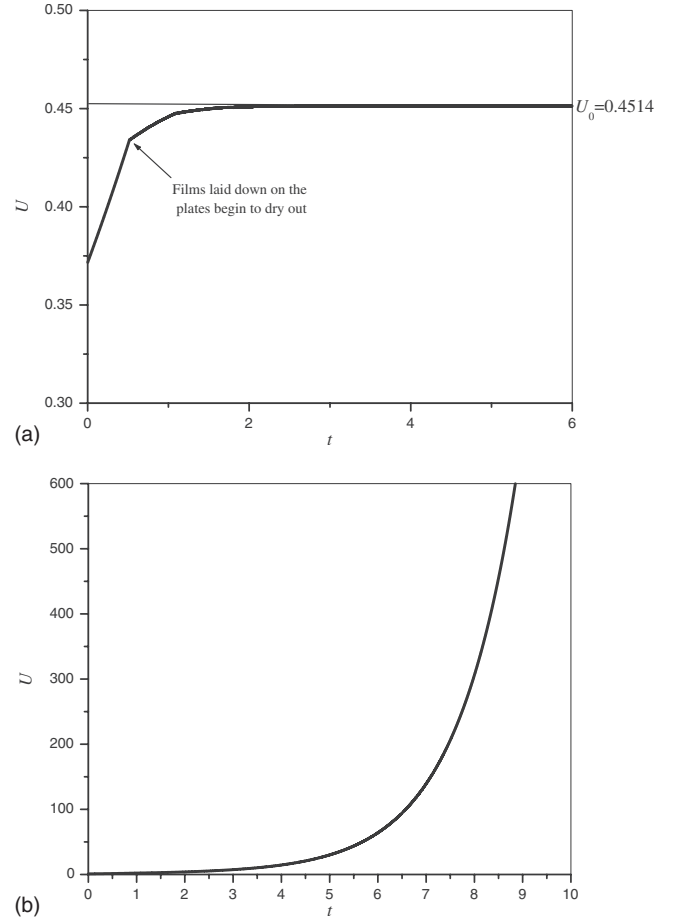 0.50
0.45
0.40
0.35
0.30
U
U0=0.4514
Films laid down on the
plates begin to dry out
0 2 4 6
t
(a)
600
500
400
300
200
100
0
U
0 1 2 3 4 5 6 7 8 9 10
t
(b)